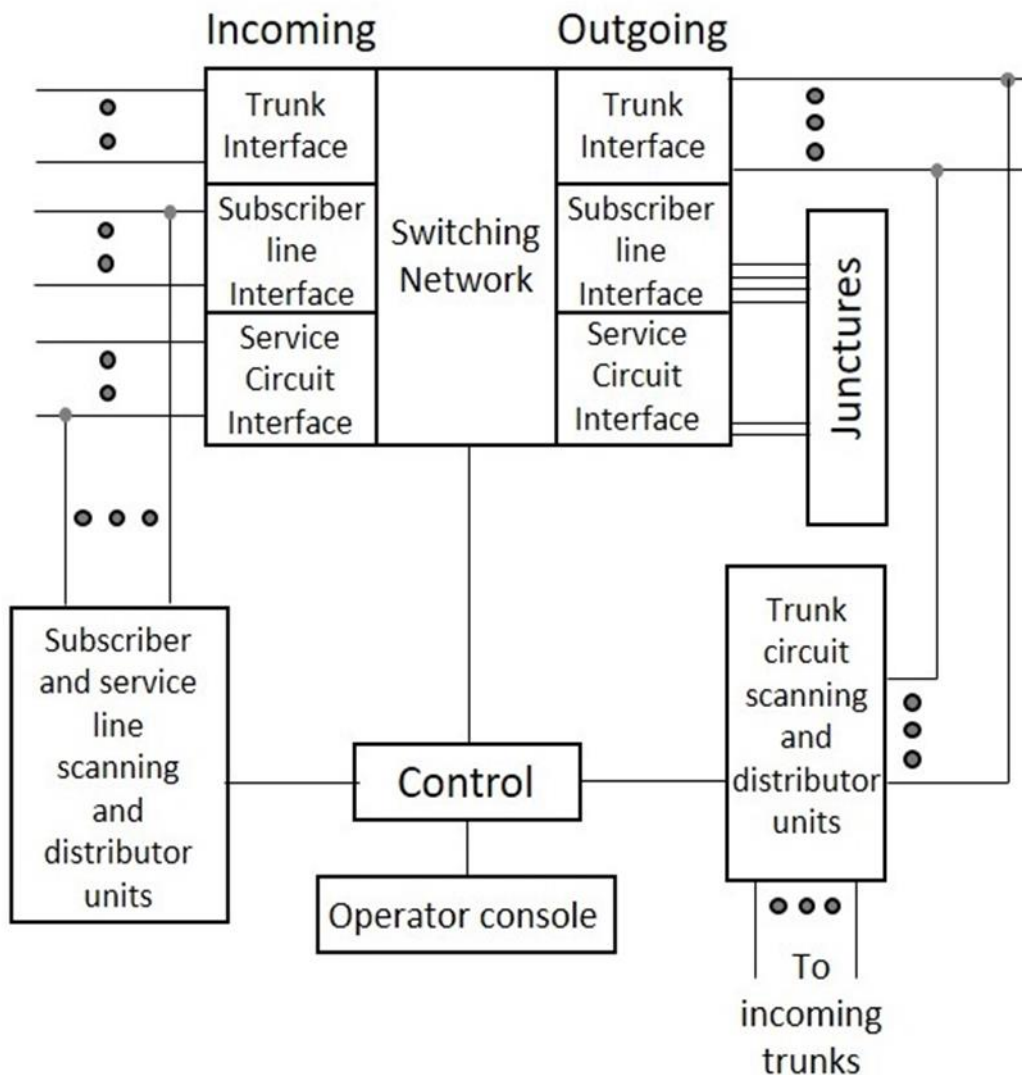 Incoming
Outgoing
Trunk
Interface
Subscriber
line
Interface
Service
Circuit
Interface
Switching
Network
Trunk
Interface
Subscriber
line
Interface
Service
Circuit
Interface
Junctures
Subscriber
and service
line
scanning
and
distributor
units
Control
Operator console
Trunk
circuit
scanning
and
distributor
units
To
incoming
trunks